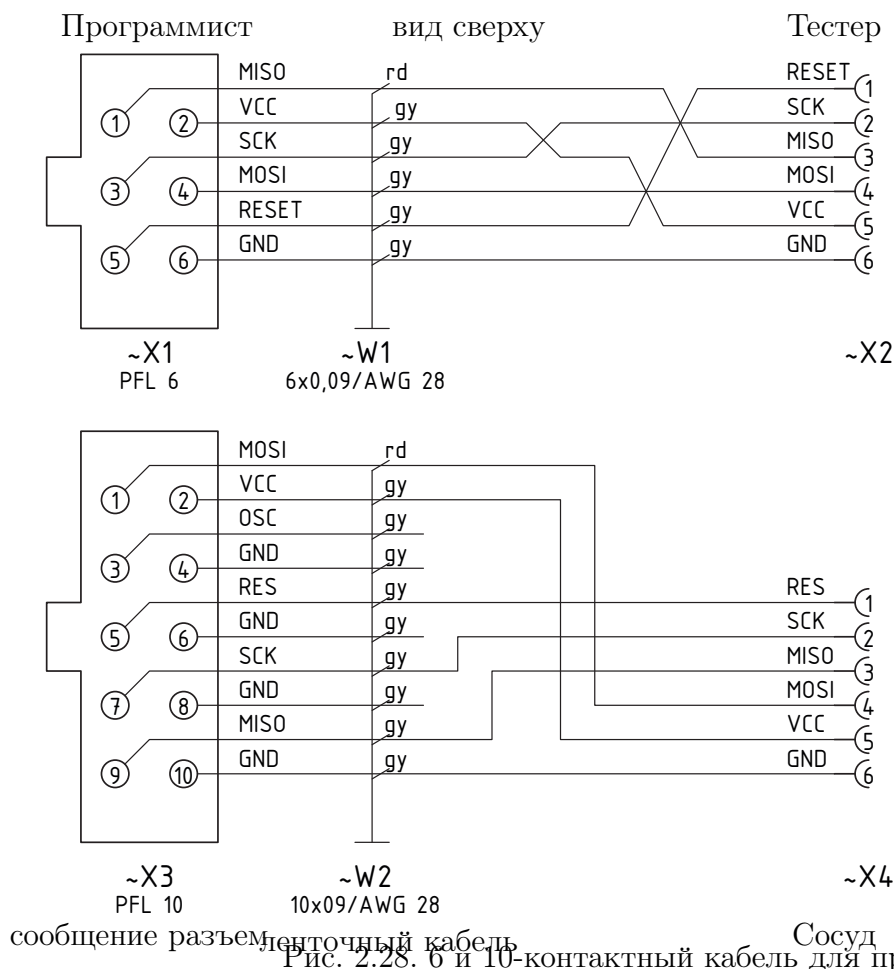 Программист вид сверху Тестер
MISO rd RESET 1
VCC gy SCK 2
1 2
SCK gy MISO 3
MOSI gy MOSI 4
3 4
RESET gy VCC 5
GND gy GND 6
5 6
~X1 ~W1 ~X2
PFL 6 6x0,09/AWG 28
MOSI rd
VCC gy
1 2
OSC gy
GND gy
3 4
RES gy RES 1
GND gy SCK 2
5 6
SCK gy MISO 3
GND gy MOSI 4
7 8
MISO gy VCC 5
GND gy GND 6
9 10
~X3 ~W2 ~X4
PFL 10 10x09/AWG 28
сообщение разъем ленточный кабель Сосуд
Рис. 2.28. 6 и 10-контактный кабель для